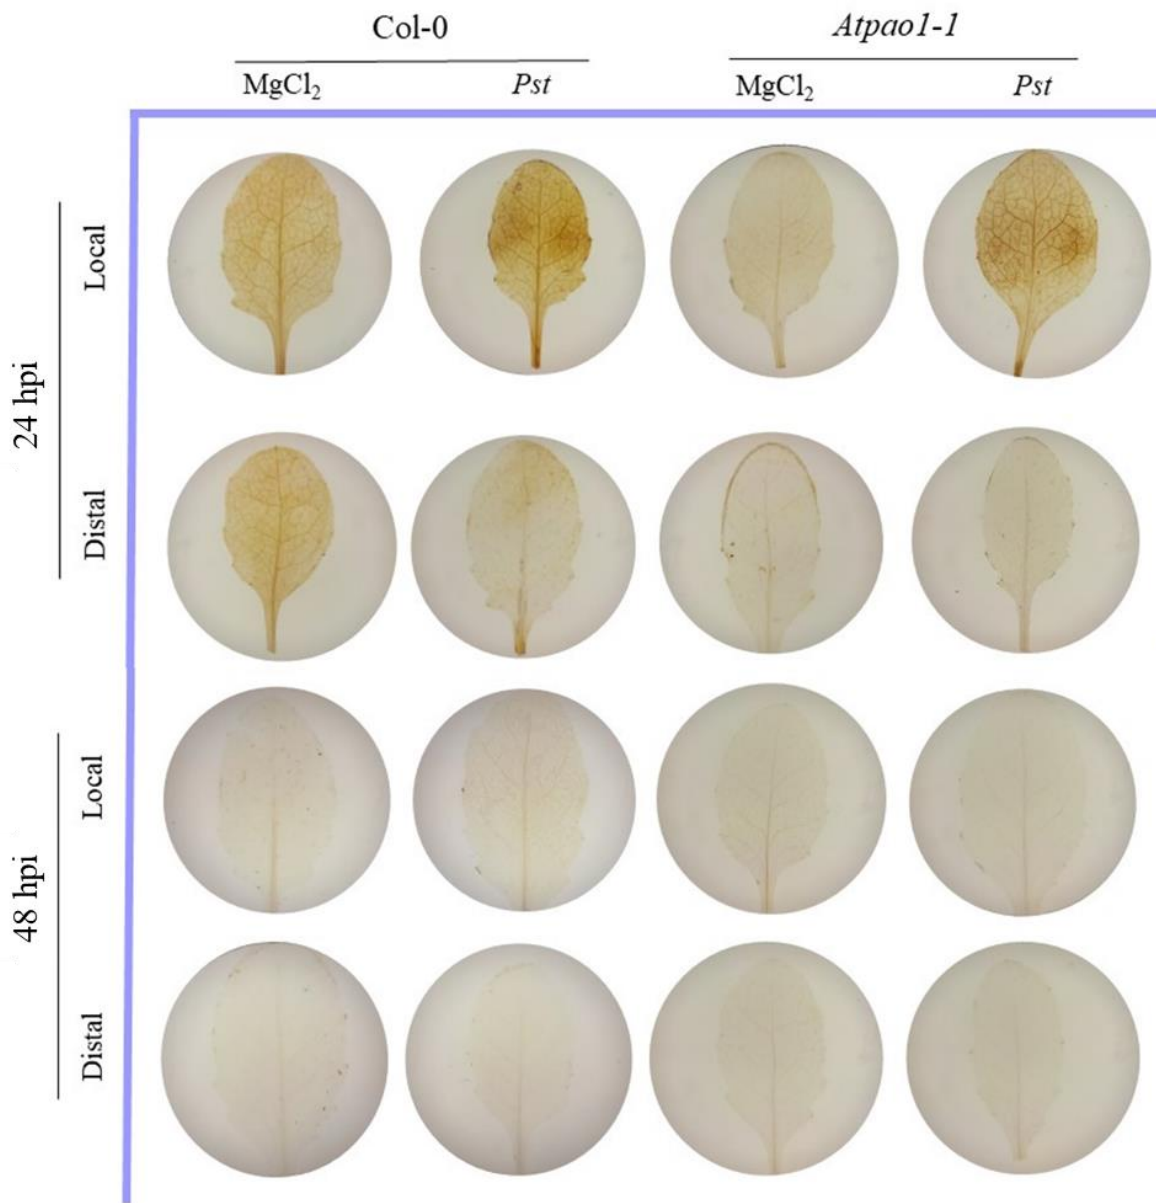 Col-0
Atpao1-1
MgCl₂
Pst
MgCl₂
Pst
24 hpi
Local
Distal
48 hpi
Local
Distal